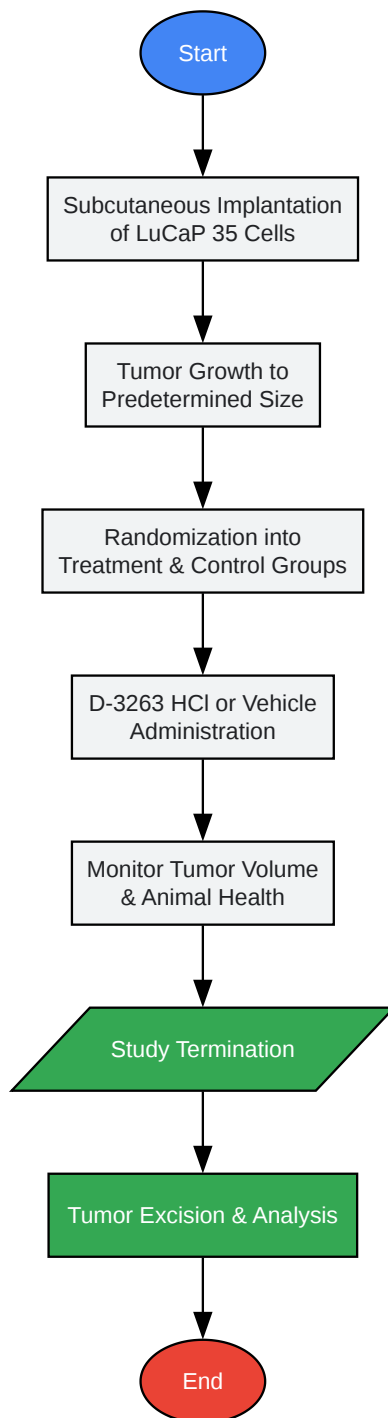 Start
Subcutaneous Implantation
of LuCaP 35 Cells
Tumor Growth to
Predetermined Size
Randomization into
Treatment & Control Groups
D-3263 HCl or Vehicle
Administration
Monitor Tumor Volume
& Animal Health
Study Termination
Tumor Excision & Analysis
End